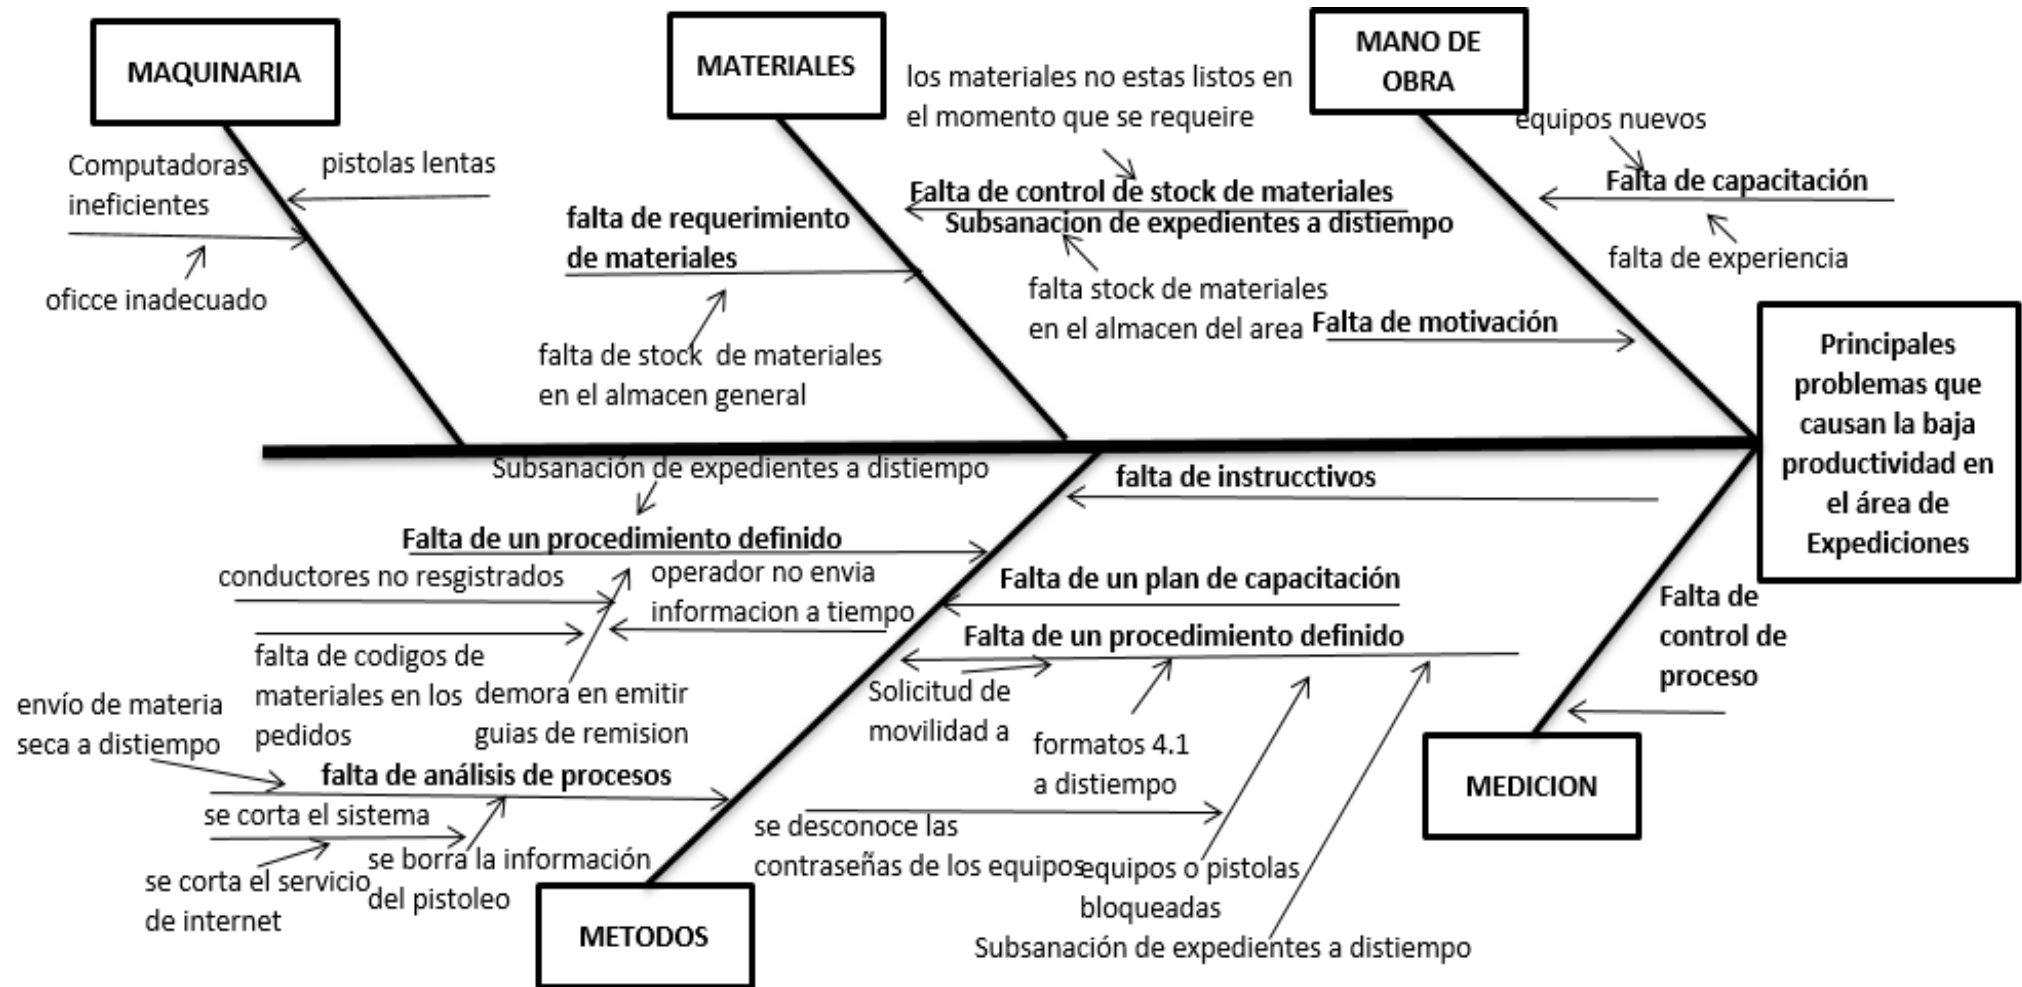 MAQUINARIA
MATERIALES
MANO DE
OBRA
los materiales no estas listos en
el momento que se requeire
equipos nuevos
Computadoras
ineficientes
pistolas lentas
Falta de control de stock de materiales
Falta de capacitación
falta de requerimiento
de materiales
Subsanacion de expedientes a distiempo
falta de experiencia
oficce inadecuado
falta stock de materiales
en el almacen del area
Falta de motivación
falta de stock  de materiales
en el almacen general
Principales
problemas que
causan la baja
productividad en
el área de
Expediciones
Subsanación de expedientes a distiempo
falta de instrucctivos
Falta de un procedimiento definido
conductores no resgistrados
operador no envia
informacion a tiempo
Falta de un plan de capacitación
Falta de
control de
proceso
Falta de un procedimiento definido
falta de codigos de
materiales en los
pedidos
demora en emitir
guias de remision
Solicitud de
movilidad a
formatos 4.1
a distiempo
envío de materia
seca a distiempo
falta de análisis de procesos
MEDICION
se corta el sistema
se desconoce las
contraseñas de los equipos
se borra la información
del pistoleo
se corta el servicio
de internet
equipos o pistolas
bloqueadas
METODOS
Subsanación de expedientes a distiempo